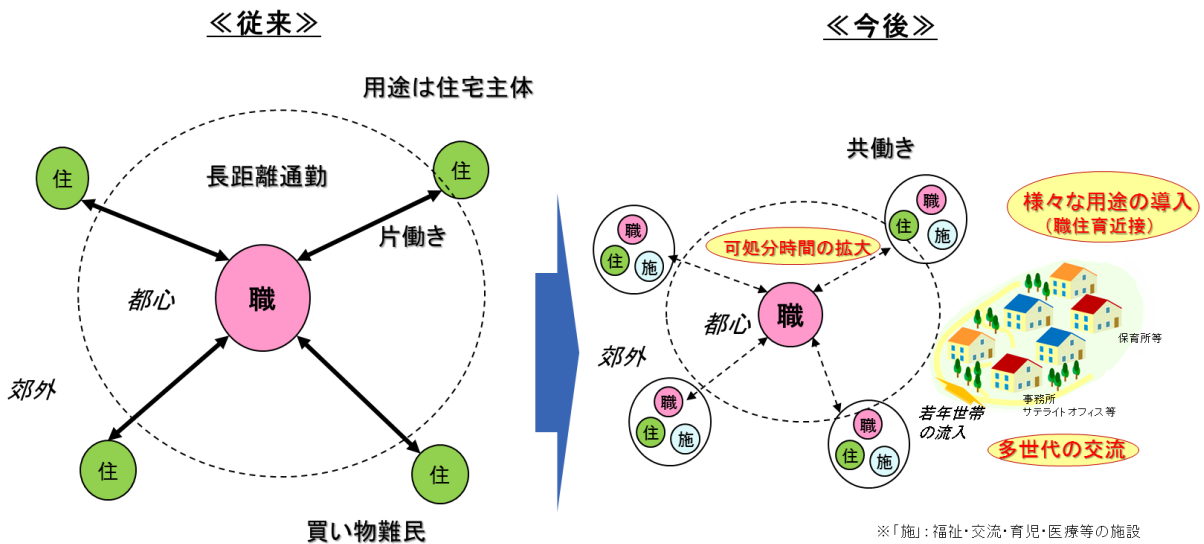 ≪従来≫
用途は住宅主体
住
住
長距離通勤
片働き
都心
職
郊外
住
住
買い物難民
≪今後≫
共働き
様々な用途の導入
(職住育近接)
可処分時間の拡大
職
住
施
職
住
施
都心
職
郊外
保育所等
事務所
サテライトオフィス等
若年世帯
の流入
職
住
施
職
住
施
多世代の交流
※「施」：福祉・交流・育児・医療等の施設